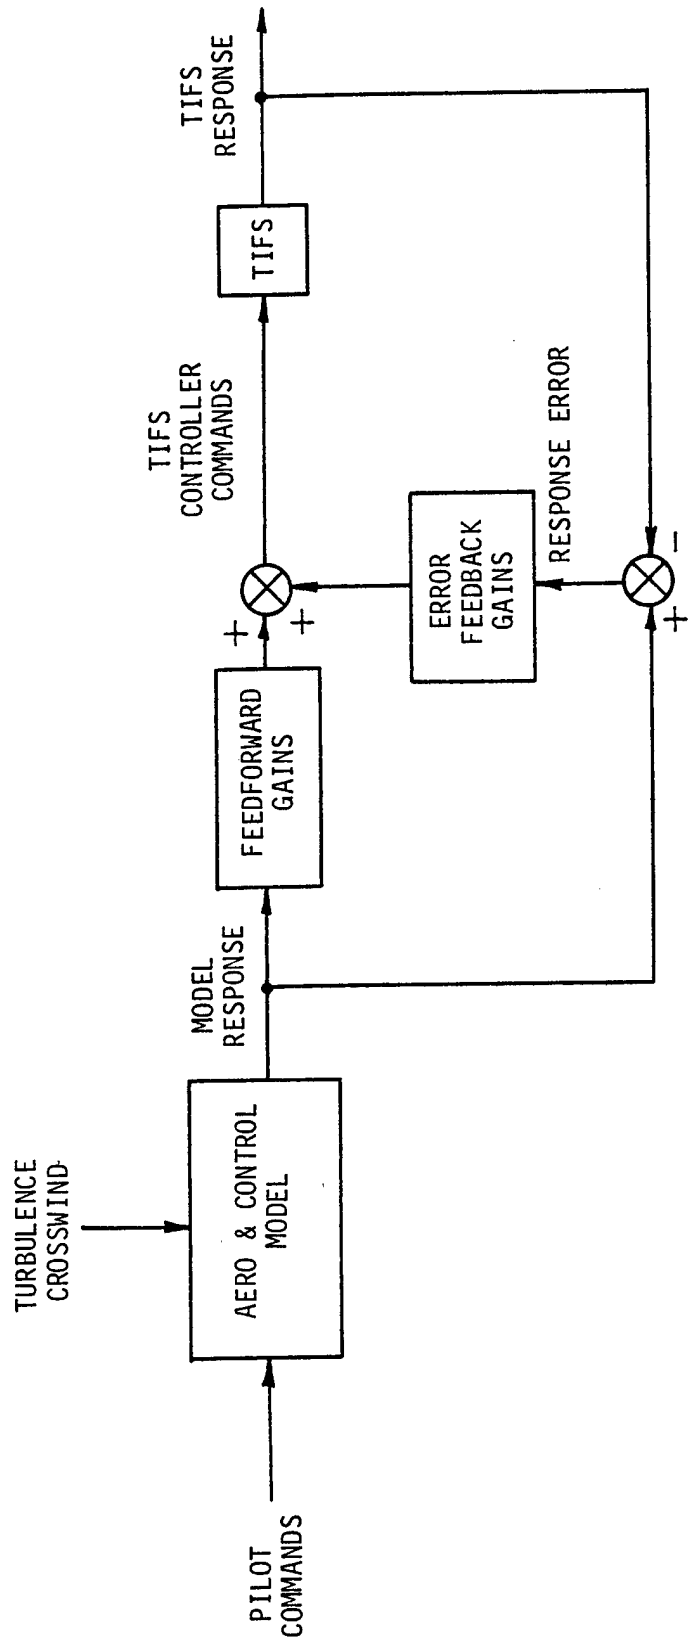 PILOT
COMMANDS
TURBULENCE
CROSSWIND
AERO & CONTROL
MODEL
MODEL
RESPONSE
FEEDFORWARD
GAINS
+
+
TIFS
CONTROLLER
COMMANDS
TIFS
TIFS
RESPONSE
ERROR
FEEDBACK
GAINS
RESPONSE ERROR
+
-